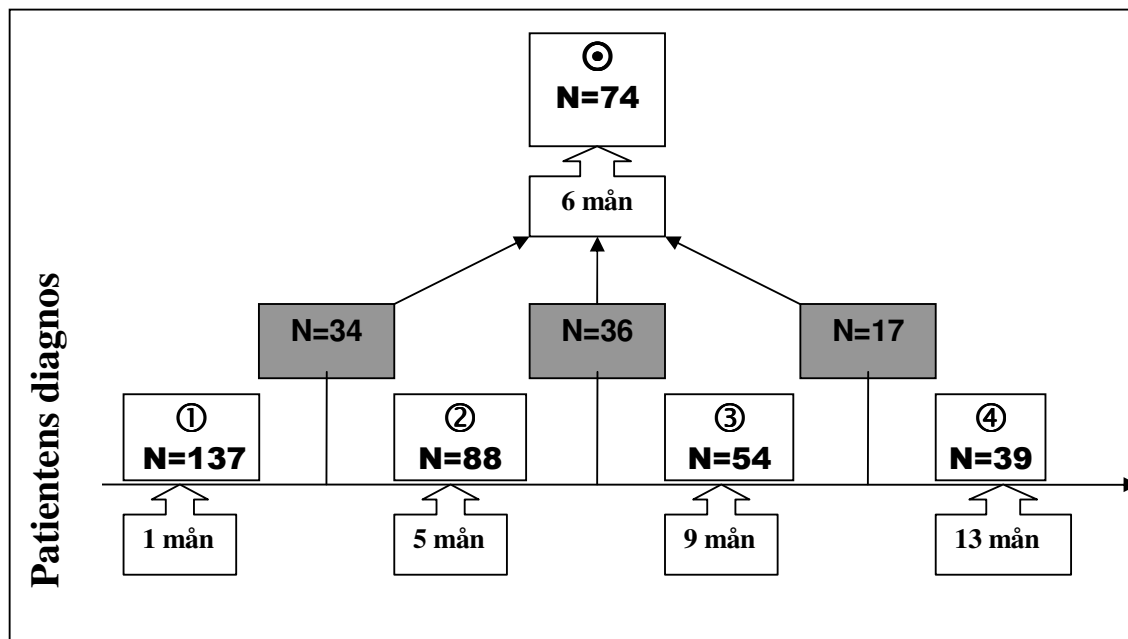 ⊙
N=74
6 mån
N=34
N=36
N=17
①
N=137
②
N=88
③
N=54
④
N=39
1 mån
5 mån
9 mån
13 mån
Patientens diagnos